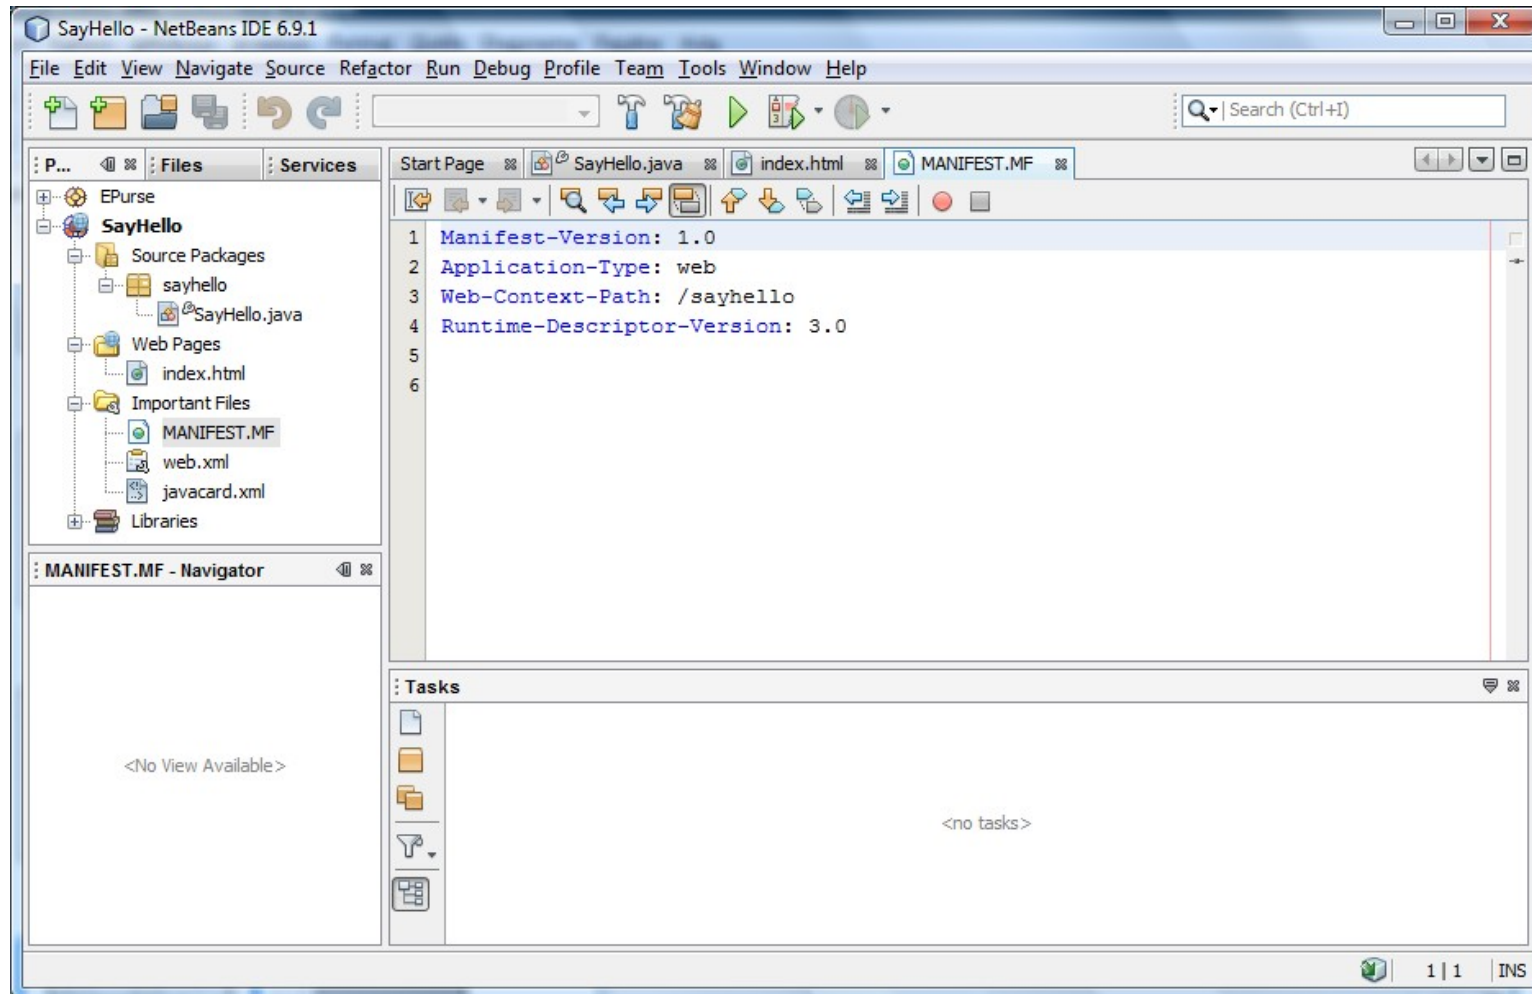 SayHello - NetBeans IDE 6.9.1
File Edit View Navigate Source Refactor Run Debug Profile Team Tools Window Help
Search (Ctrl+I)
P... Files Services
Start Page SayHello.java index.html MANIFEST.MF
EPurse
SayHello
Source Packages
sayhello
SayHello.java
Web Pages
index.html
Important Files
MANIFEST.MF
web.xml
javacard.xml
Libraries
1 Manifest-Version: 1.0
2 Application-Type: web
3 Web-Context-Path: /sayhello
4 Runtime-Descriptor-Version: 3.0
5
6
MANIFEST.MF - Navigator
<No View Available>
Tasks
<no tasks>
1 | 1 INS